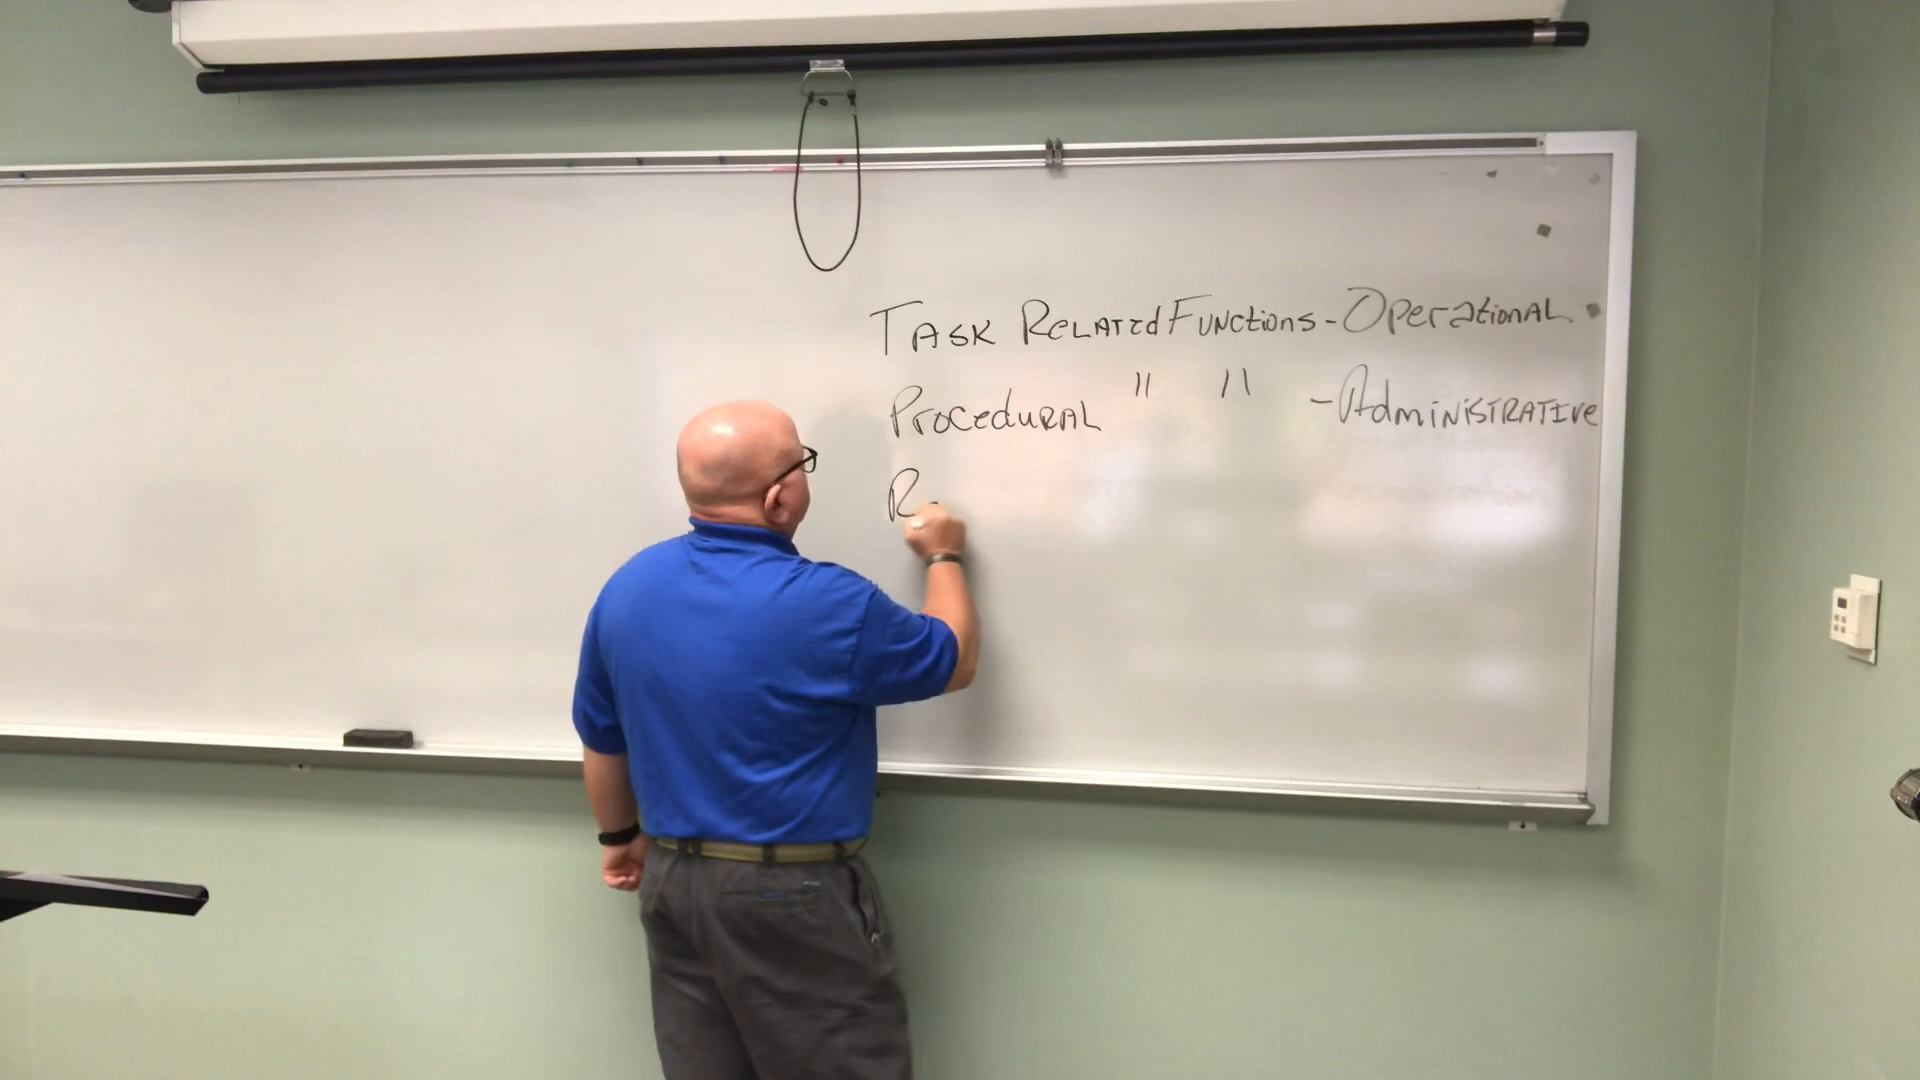 Task Related Functions - Operational
Procedural " " - Administrative
R